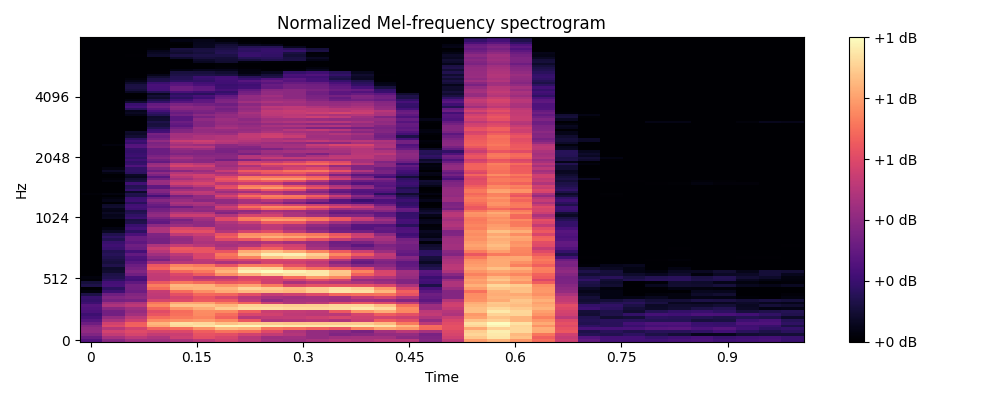 Normalized Mel-frequency spectrogram
Hz
4096
2048
1024
512
0
0 0.15 0.3 0.45 0.6 0.75 0.9
Time
+1 dB
+1 dB
+1 dB
+0 dB
+0 dB
+0 dB